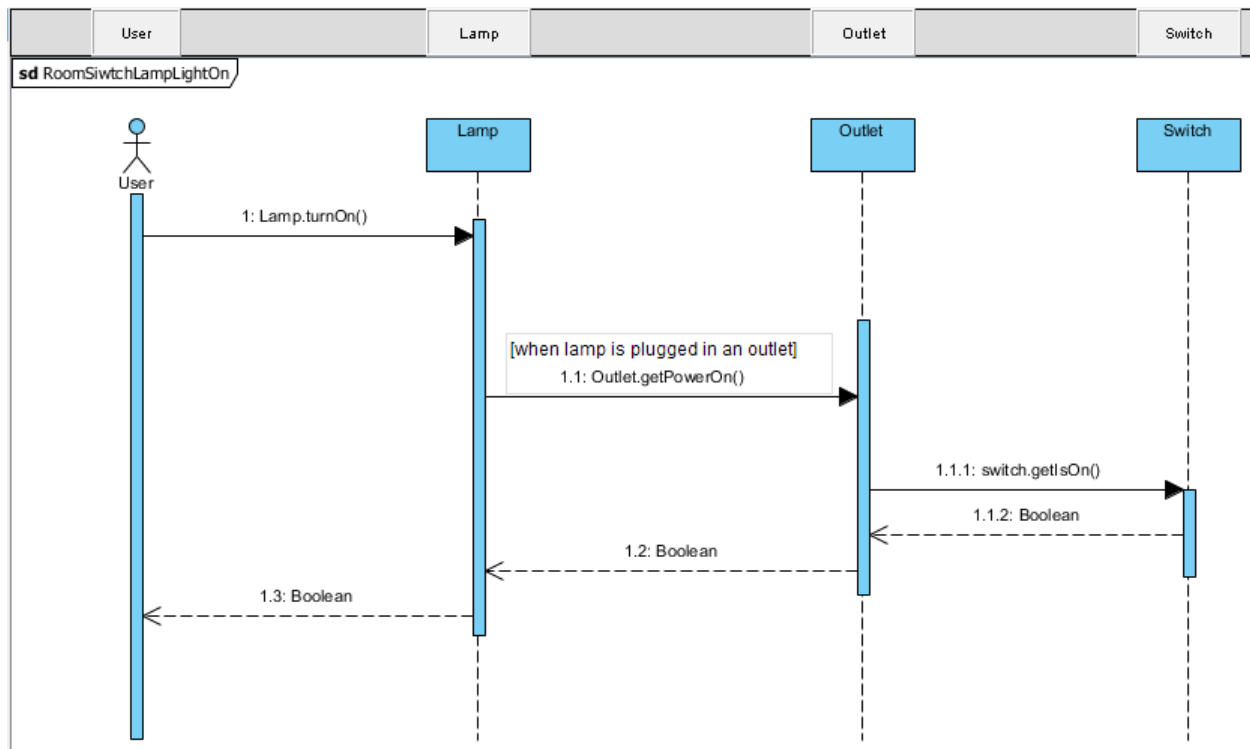 User
Lamp
Outlet
Switch
sd RoomSiwtchLampLightOn
Lamp
Outlet
Switch
User
1: Lamp.turnOn()
[when lamp is plugged in an outlet]
1.1: Outlet.getPowerOn()
1.1.1: switch.getIsOn()
1.1.2: Boolean
1.2: Boolean
1.3: Boolean